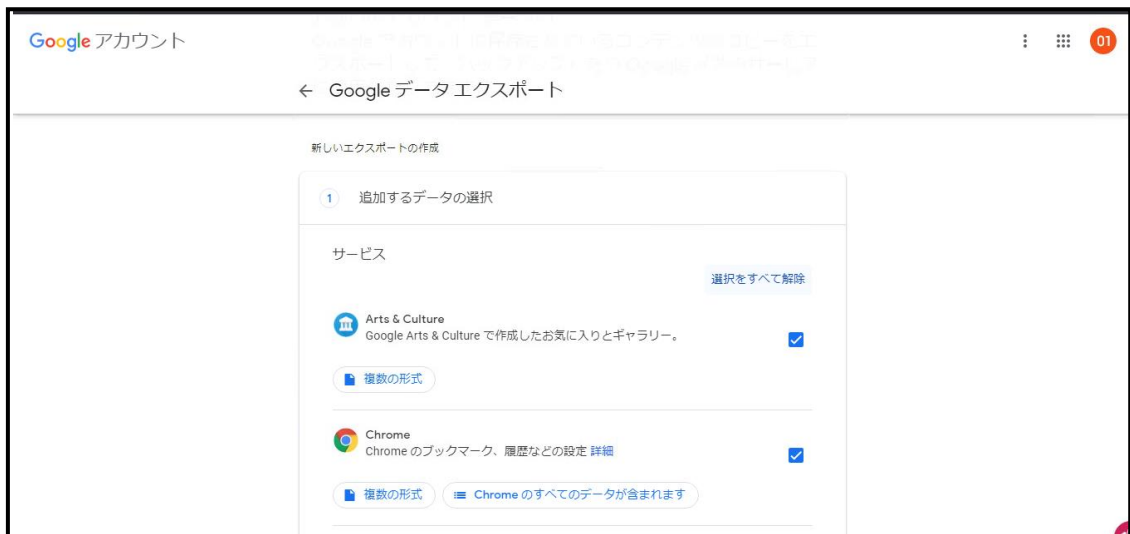 Google アカウント
01
← Google データ エクスポート
新しいエクスポートの作成
1 追加するデータの選択
サービス
選択をすべて解除
Arts & Culture
Google Arts & Culture で作成したお気に入りとギャラリー。
複数の形式
Chrome
Chrome のブックマーク、履歴などの設定 詳細
複数の形式 Chrome のすべてのデータが含まれます